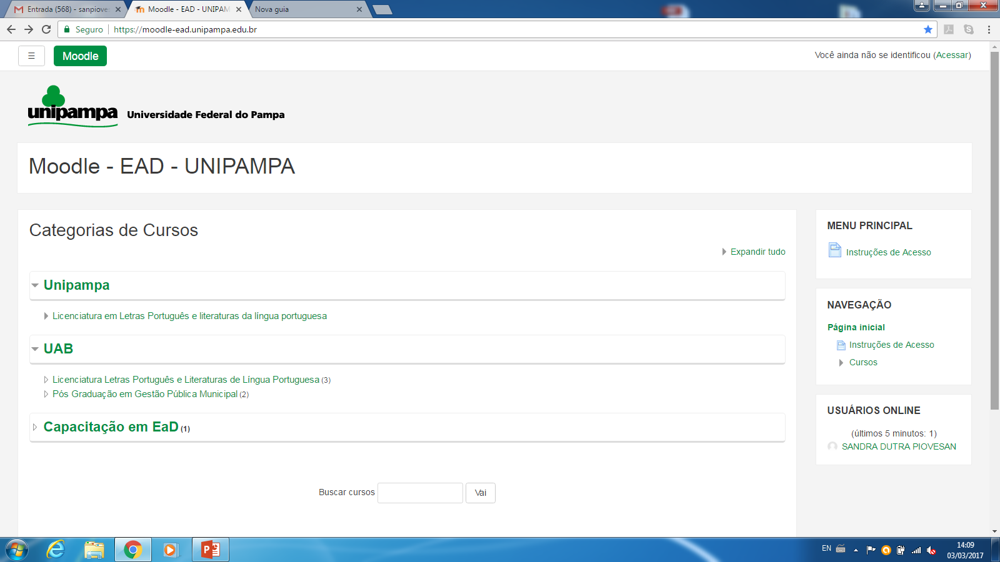 Entrada (568) - sanpioves
Moodle - EAD - UNIPAM
Nova guia
Seguro
https://moodle-ead.unipampa.edu.br
Moodle
Você ainda não se identificou (Acessar)
unipampa
Universidade Federal do Pampa
Moodle - EAD - UNIPAMPA
Categorias de Cursos
Expandir tudo
Unipampa
Licenciatura em Letras Português e literaturas da língua portuguesa
UAB
Licenciatura Letras Português e Literaturas de Língua Portuguesa (3)
Pós Graduação em Gestão Pública Municipal (2)
Capacitação em EaD (1)
Buscar cursos
Vai
MENU PRINCIPAL
Instruções de Acesso
NAVEGAÇÃO
Página inicial
Instruções de Acesso
Cursos
USUÁRIOS ONLINE
(últimos 5 minutos: 1)
SANDRA DUTRA PIOVESAN
EN
14:09
03/03/2017